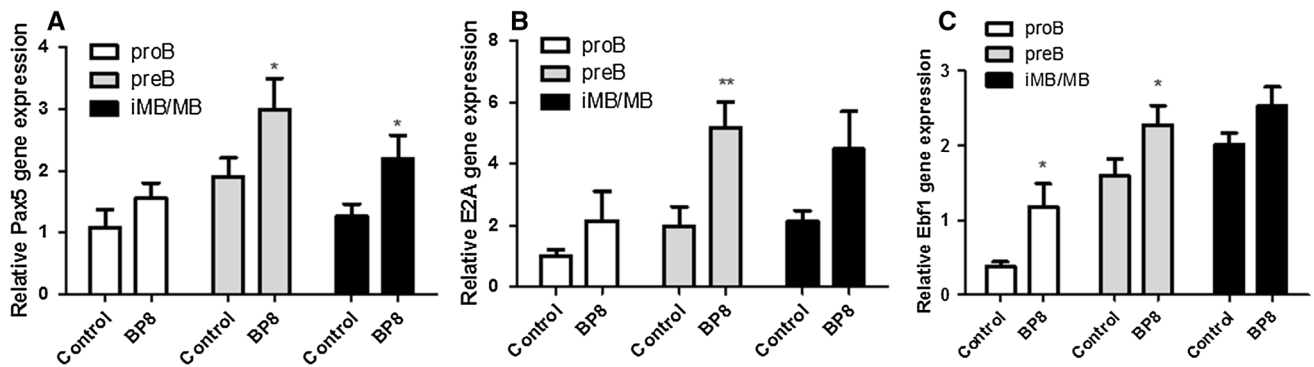 A
Relative Pax5 gene expression
4
3
2
1
0
proB
preB
iMB/MB
*
*
Control
BP8
Control
BP8
Control
BP8
B
Relative E2A gene expression
8
6
4
2
0
proB
preB
iMB/MB
**
Control
BP8
Control
BP8
Control
BP8
C
Relative Ebf1 gene expression
3
2
1
0
proB
preB
iMB/MB
*
*
Control
BP8
Control
BP8
Control
BP8